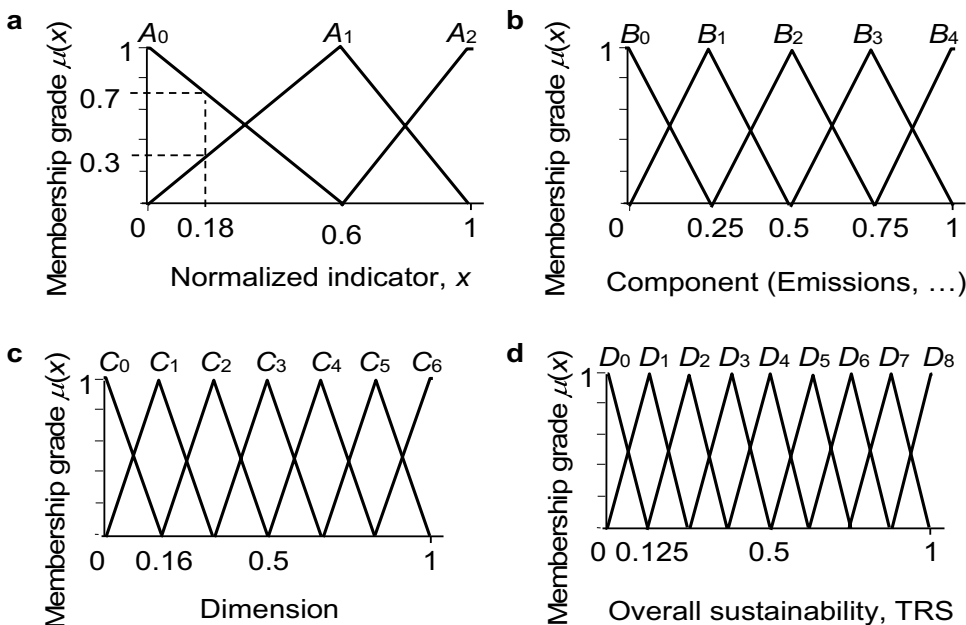 a
A0 A1 A2
Membership grade μ(x)
1
0.7
0.3
0 0.18 0.6 1
Normalized indicator, x
b
B0 B1 B2 B3 B4
Membership grade μ(x)
1
0 0.25 0.5 0.75 1
Component (Emissions, …)
c
C0 C1 C2 C3 C4 C5 C6
Membership grade μ(x)
1
0 0.16 0.5 1
Dimension
d
D0 D1 D2 D3 D4 D5 D6 D7 D8
Membership grade μ(x)
1
0 0.125 0.5 1
Overall sustainability, TRS